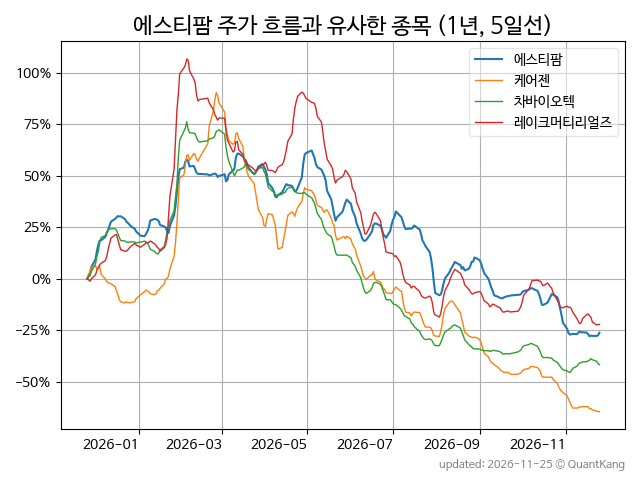 에스티팜 주가 흐름과 유사한 종목 (1년, 5일선)
에스티팜
케어젠
차바이오텍
레이크머티리얼즈
100%
75%
50%
25%
0%
−25%
−50%
2026-01
2026-03
2026-05
2026-07
2026-09
2026-11
updated: 2026-11-25 © QuantKang